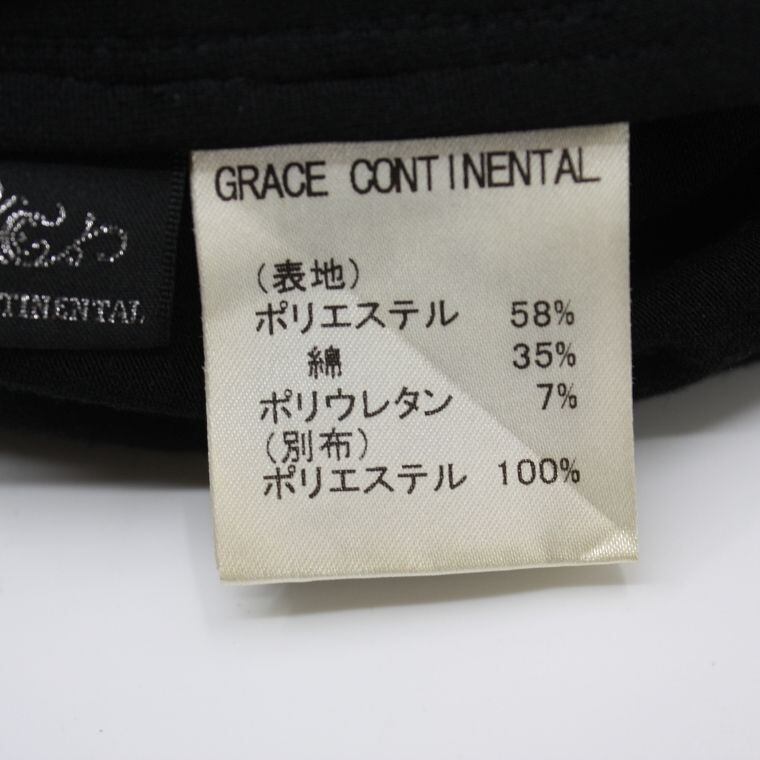 GRACE CONTINENTAL
(表地)
ポリエステル 58%
綿 35%
ポリウレタン 7%
(別布)
ポリエステル 100%
TINENTAL